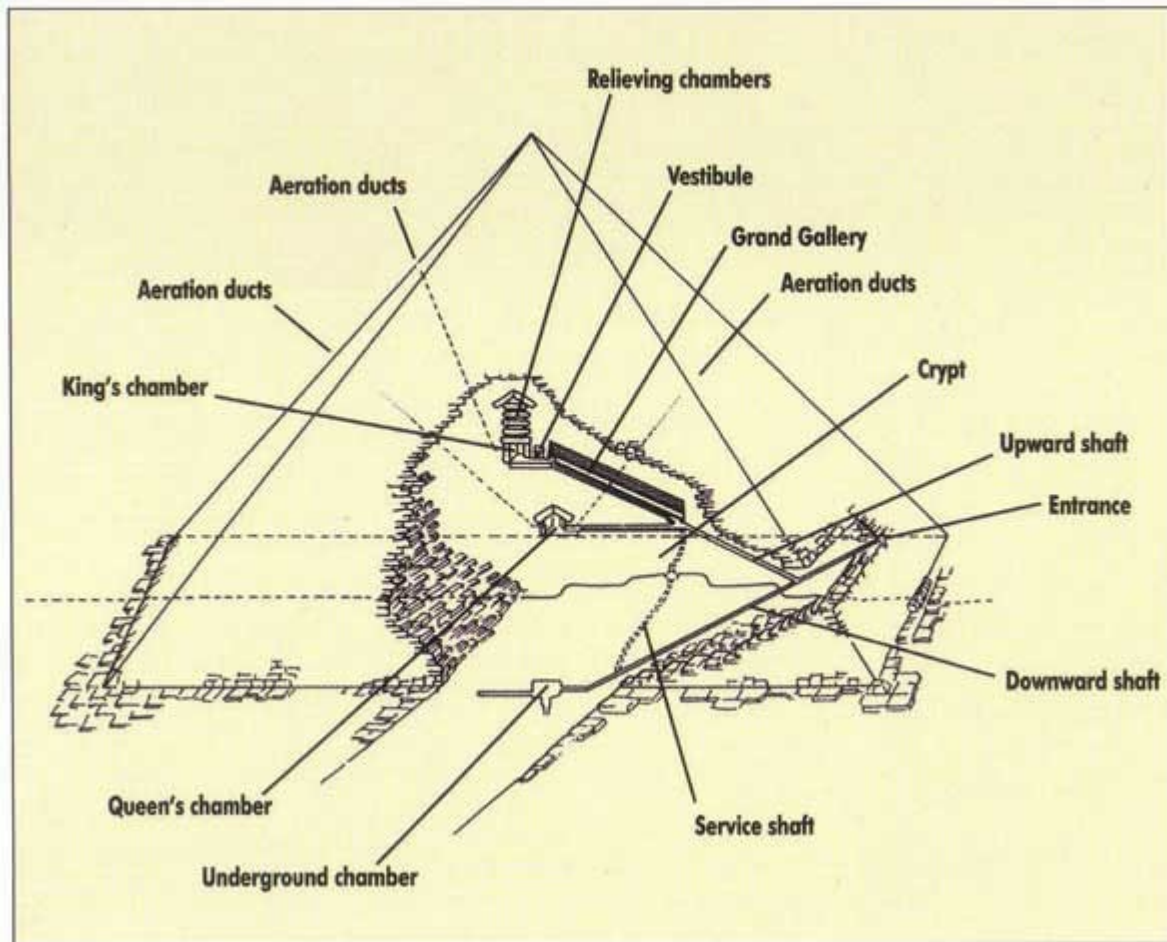 Relieving chambers
Aeration ducts
Vestibule
Grand Gallery
Aeration ducts
Aeration ducts
King's chamber
Crypt
Upward shaft
Entrance
Downward shaft
Queen's chamber
Service shaft
Underground chamber